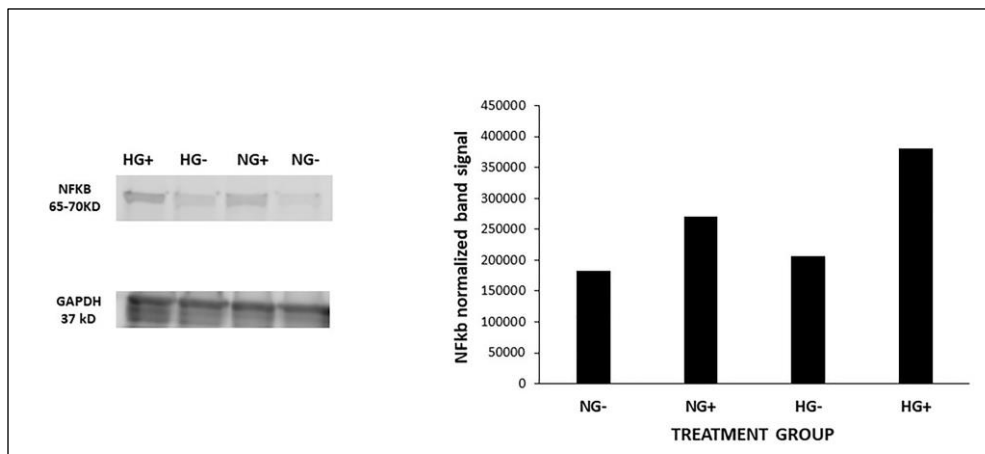 HG+ HG- NG+ NG-
NFKB
65-70KD
GAPDH
37 kD
NFkb normalized band signal
450000
400000
350000
300000
250000
200000
150000
100000
50000
0
NG- NG+ HG- HG+
TREATMENT GROUP